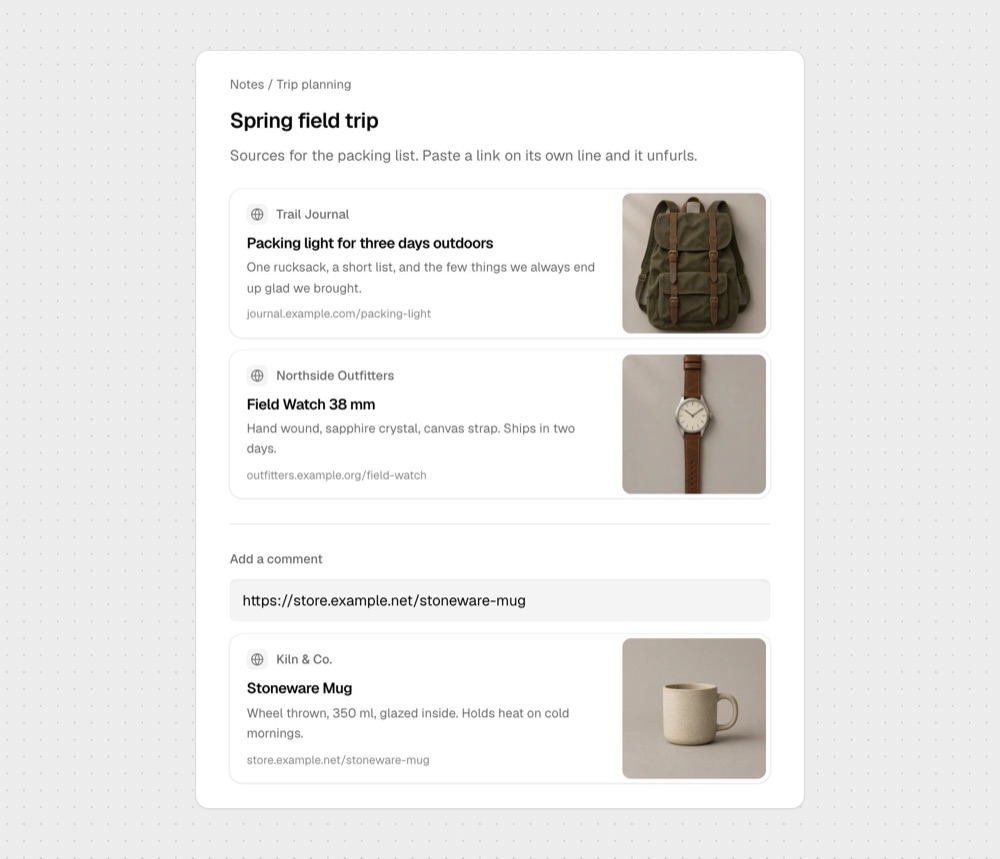 Notes / Trip planning
Spring field trip
Sources for the packing list. Paste a link on its own line and it unfurls.
Trail Journal
Packing light for three days outdoors
One rucksack, a short list, and the few things we always end
up glad we brought.
journal.example.com/packing-light
Northside Outfitters
Field Watch 38 mm
Hand wound, sapphire crystal, canvas strap. Ships in two
days.
outfitters.example.org/field-watch
Add a comment
https://store.example.net/stoneware-mug
Kiln & Co.
Stoneware Mug
Wheel thrown, 350 ml, glazed inside. Holds heat on cold
mornings.
store.example.net/stoneware-mug